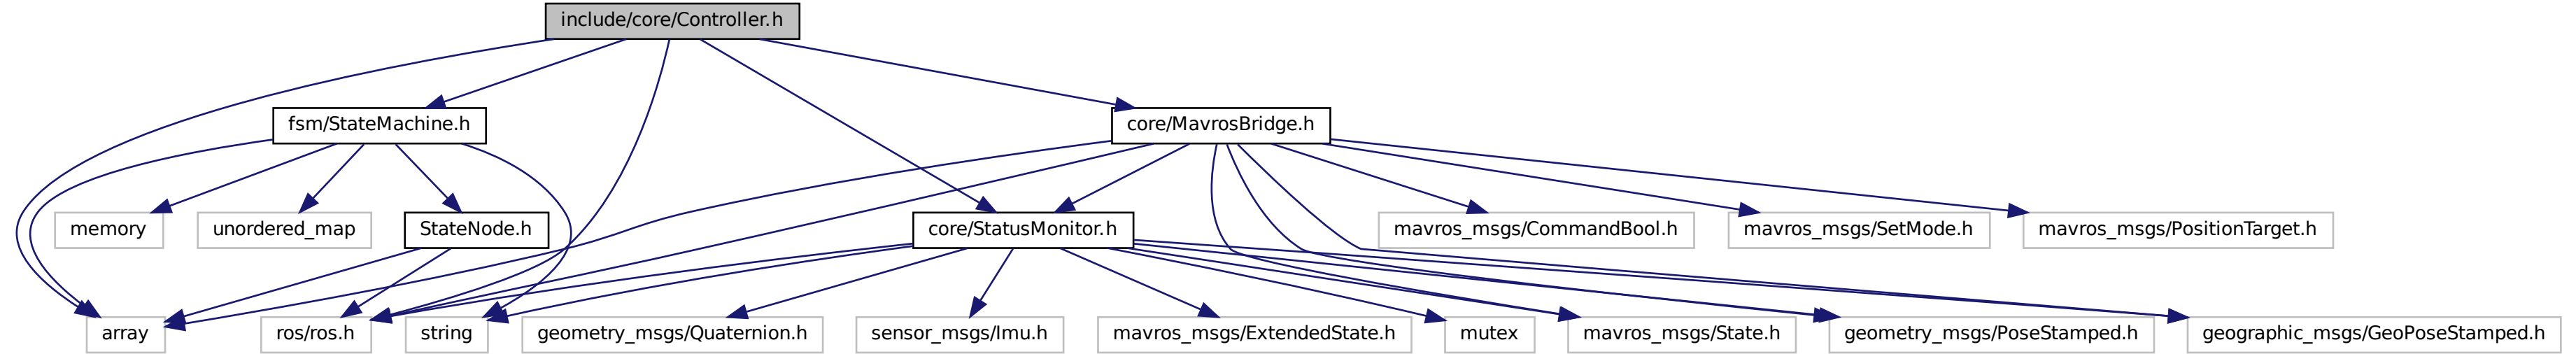 include/core/Controller.h
fsm/StateMachine.h
core/MavrosBridge.h
memory
unordered_map
StateNode.h
core/StatusMonitor.h
mavros_msgs/CommandBool.h
mavros_msgs/SetMode.h
mavros_msgs/PositionTarget.h
array
ros/ros.h
string
geometry_msgs/Quaternion.h
sensor_msgs/Imu.h
mavros_msgs/ExtendedState.h
mutex
mavros_msgs/State.h
geometry_msgs/PoseStamped.h
geographic_msgs/GeoPoseStamped.h